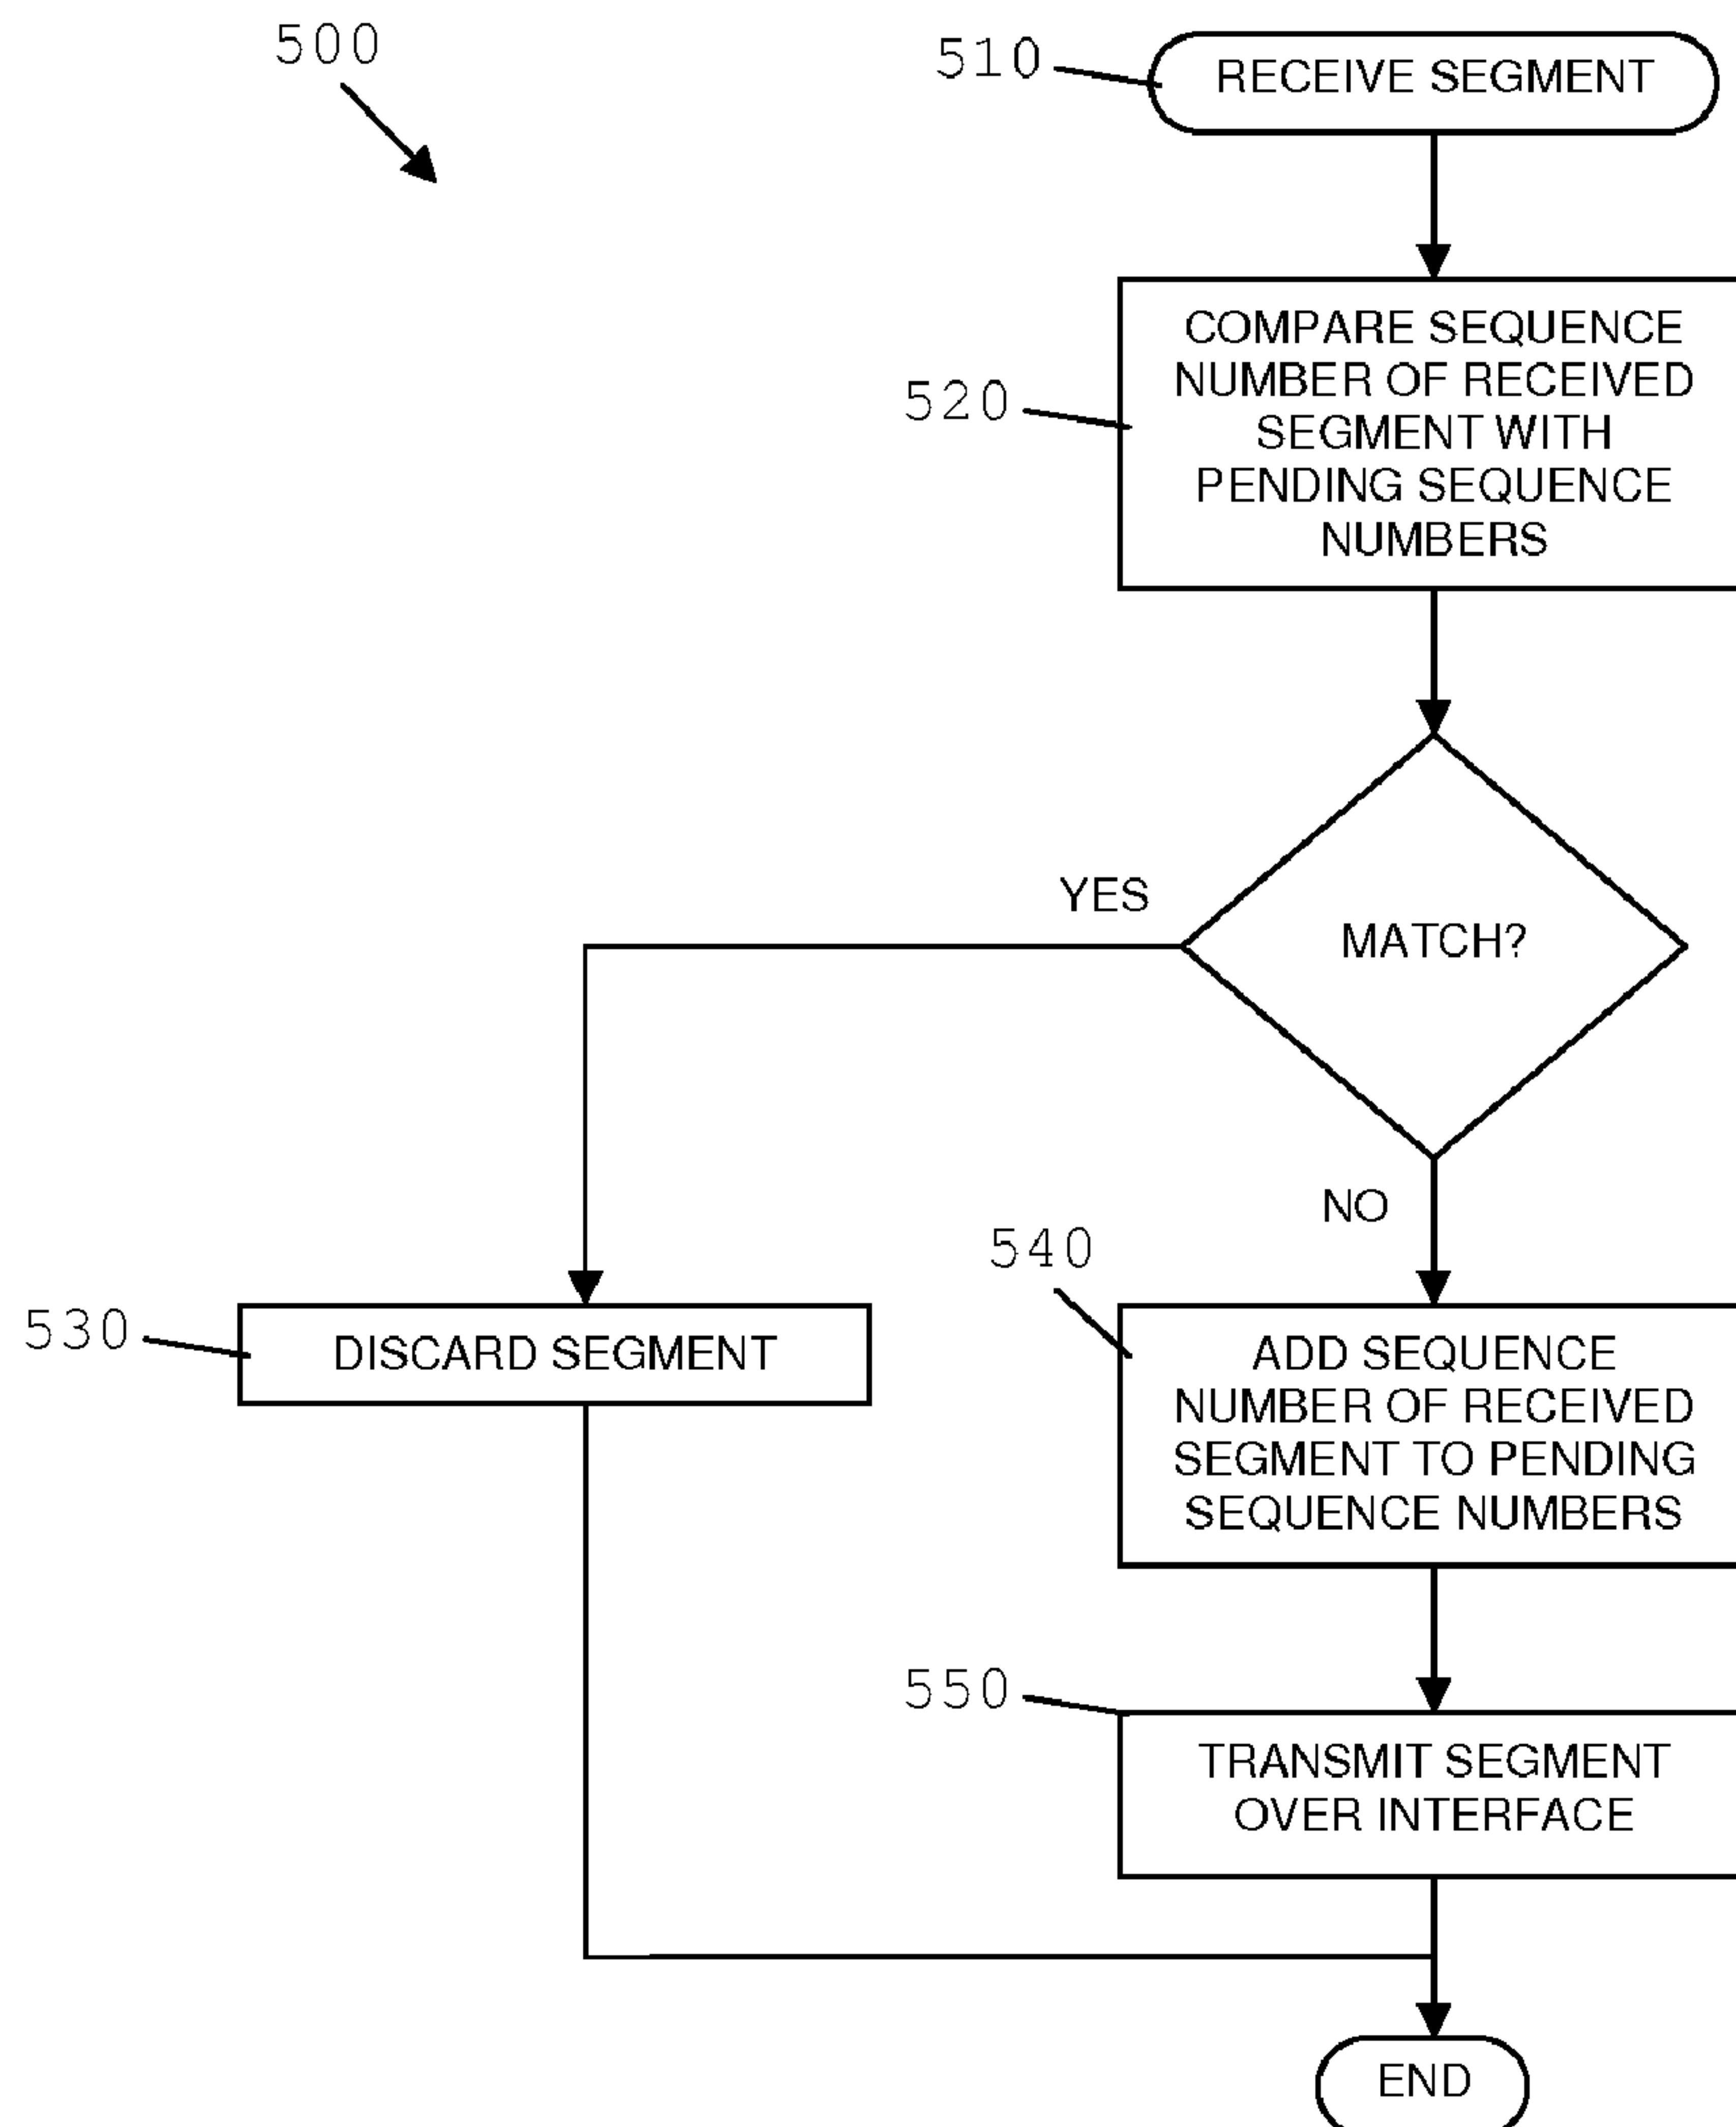 500
510
RECEIVE SEGMENT
520
COMPARE SEQUENCE
NUMBER OF RECEIVED
SEGMENT WITH
PENDING SEQUENCE
NUMBERS
YES
MATCH?
NO
530
DISCARD SEGMENT
540
ADD SEQUENCE
NUMBER OF RECEIVED
SEGMENT TO PENDING
SEQUENCE NUMBERS
550
TRANSMIT SEGMENT
OVER INTERFACE
END